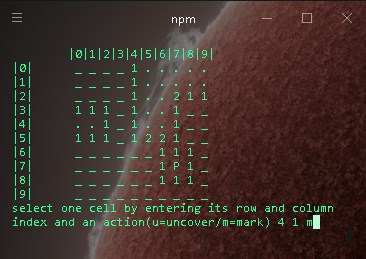 npm
|0|1|2|3|4|5|6|7|8|9|
|0| _ _ _ _ 1 . . . . .
|1| _ _ _ _ 1 . . . . .
|2| _ _ _ _ 1 . . 2 1 1
|3| 1 1 1 _ 1 . . 1 _ _
|4| . . 1 _ 1 . . 1 _ _
|5| 1 1 1 _ 1 2 2 1 _ _
|6| _ _ _ _ _ _ 1 1 1 _
|7| _ _ _ _ _ _ 1 P 1 _
|8| _ _ _ _ _ _ 1 1 1 _
|9| _ _ _ _ _ _ _ _ _ _
select one cell by entering its row and column
index and an action(u=uncover/m=mark) 4 1 m